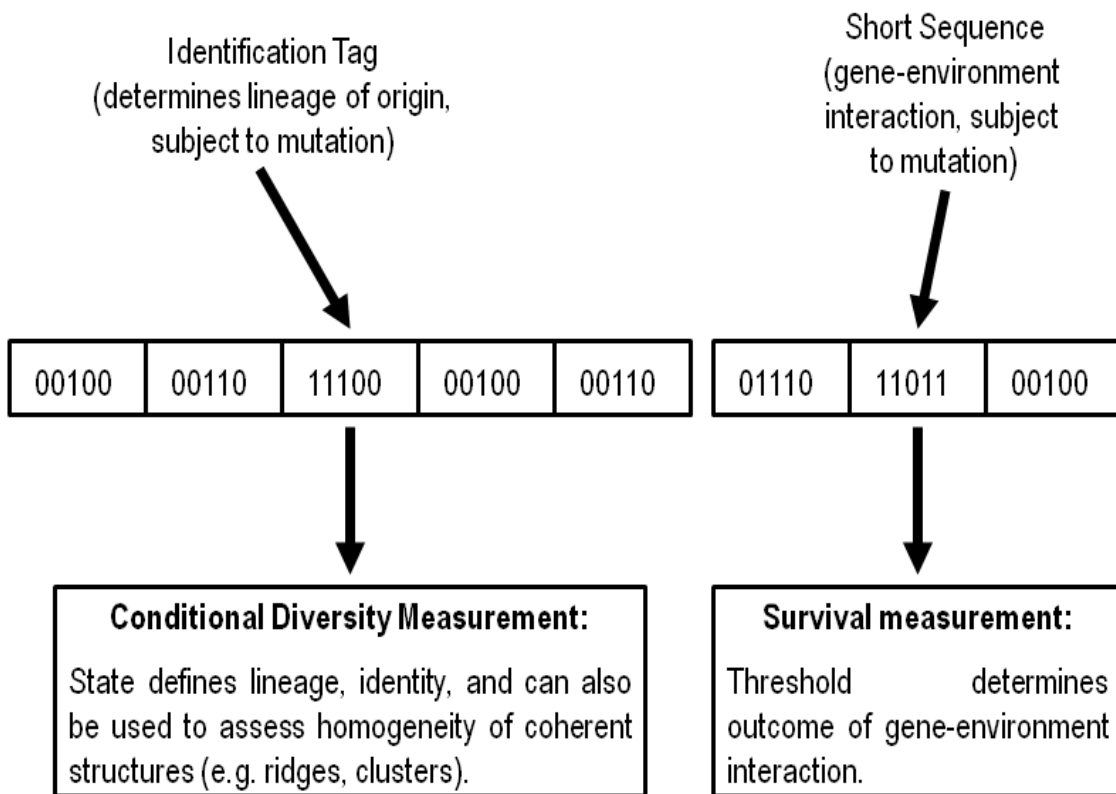 Identification Tag
(determines lineage of origin,
subject to mutation)
Short Sequence
(gene-environment
interaction, subject
to mutation)
00100 00110 11100 00100 00110
01110 11011 00100
Conditional Diversity Measurement:
State defines lineage, identity, and can also
be used to assess homogeneity of coherent
structures (e.g. ridges, clusters).
Survival measurement:
Threshold determines
outcome of gene-environment
interaction.